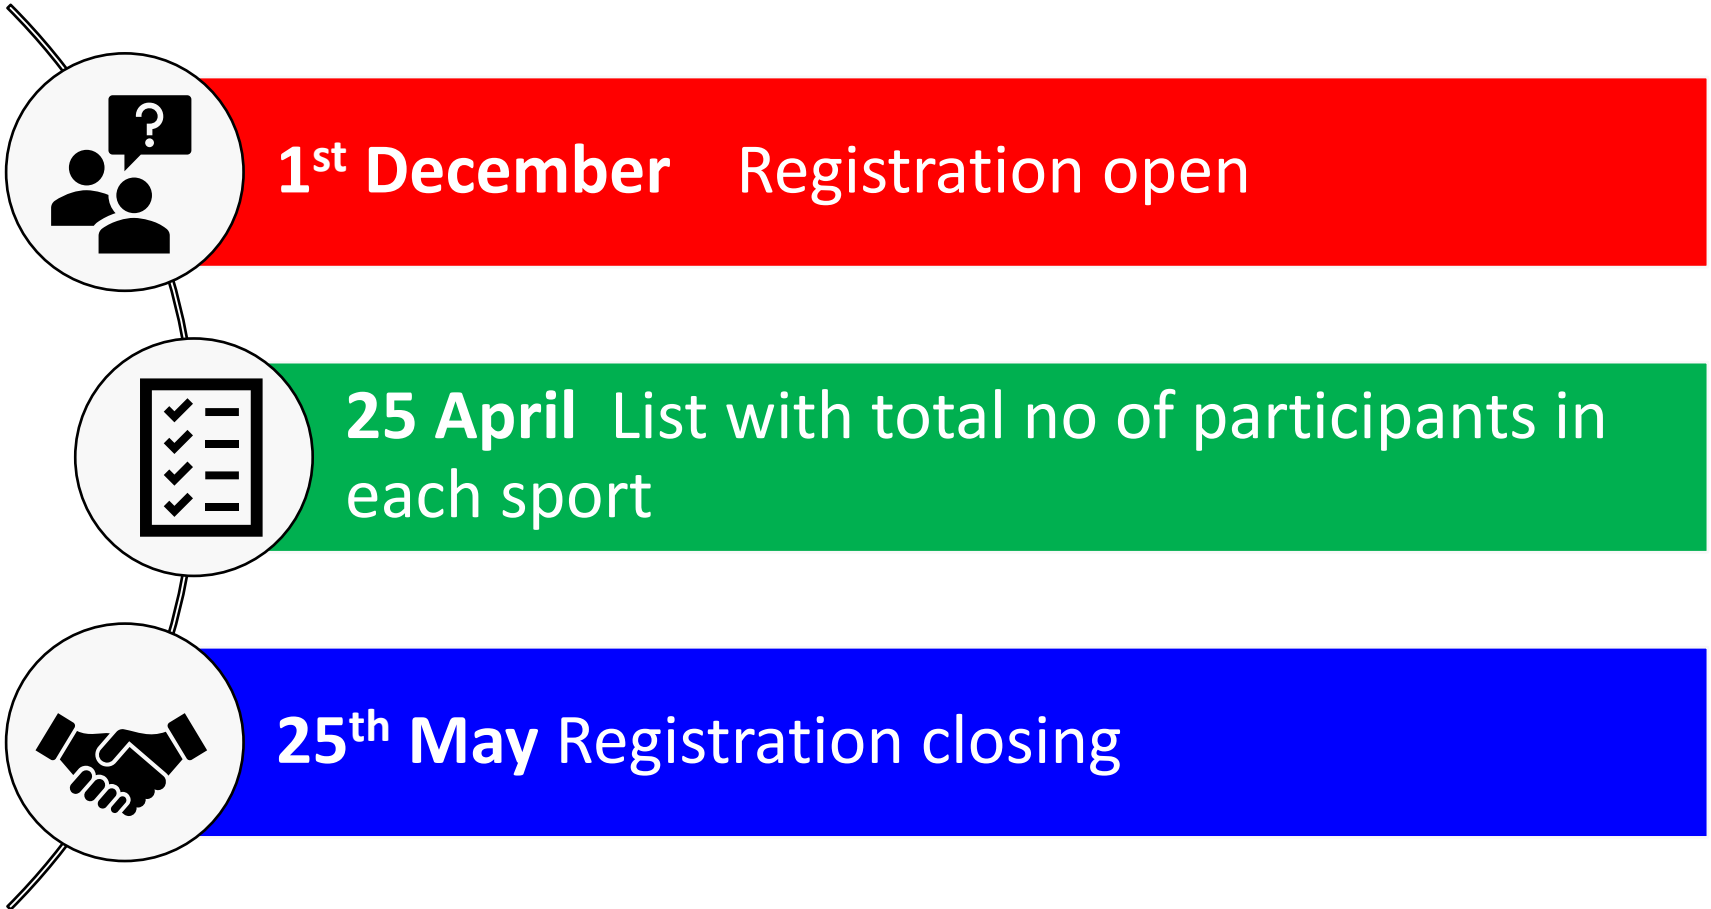 ?
1st December Registration open
25 April List with total no of participants in
each sport
25th May Registration closing